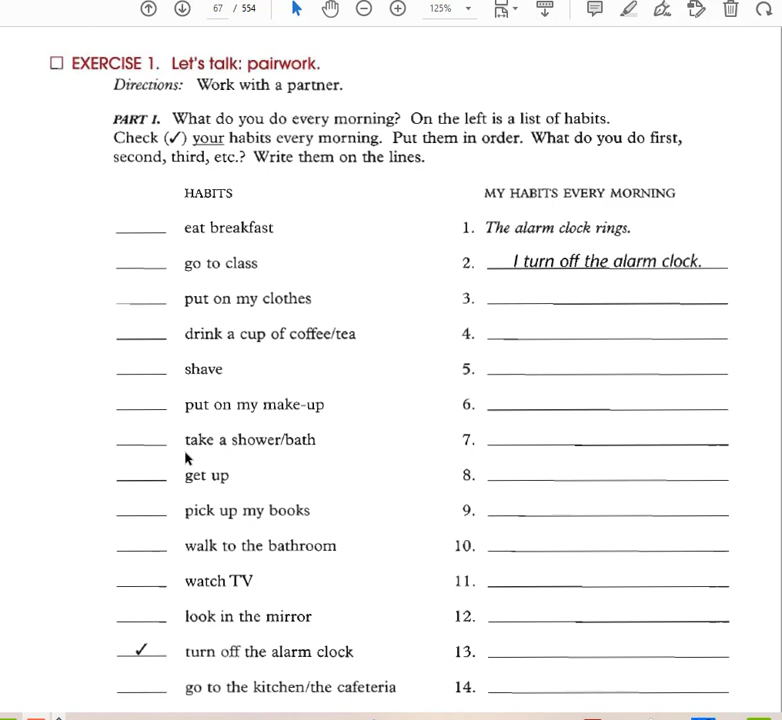 67 / 554
125%
EXERCISE 1. Let's talk: pairwork.
Directions: Work with a partner.
PART I. What do you do every morning? On the left is a list of habits.
Check (✓) your habits every morning. Put them in order. What do you do first,
second, third, etc.? Write them on the lines.
HABITS MY HABITS EVERY MORNING
eat breakfast 1. The alarm clock rings.
go to class 2. I turn off the alarm clock.
put on my clothes 3.
drink a cup of coffee/tea 4.
shave 5.
put on my make-up 6.
take a shower/bath 7.
get up 8.
pick up my books 9.
walk to the bathroom 10.
watch TV 11.
look in the mirror 12.
✓ turn off the alarm clock 13.
go to the kitchen/the cafeteria 14.